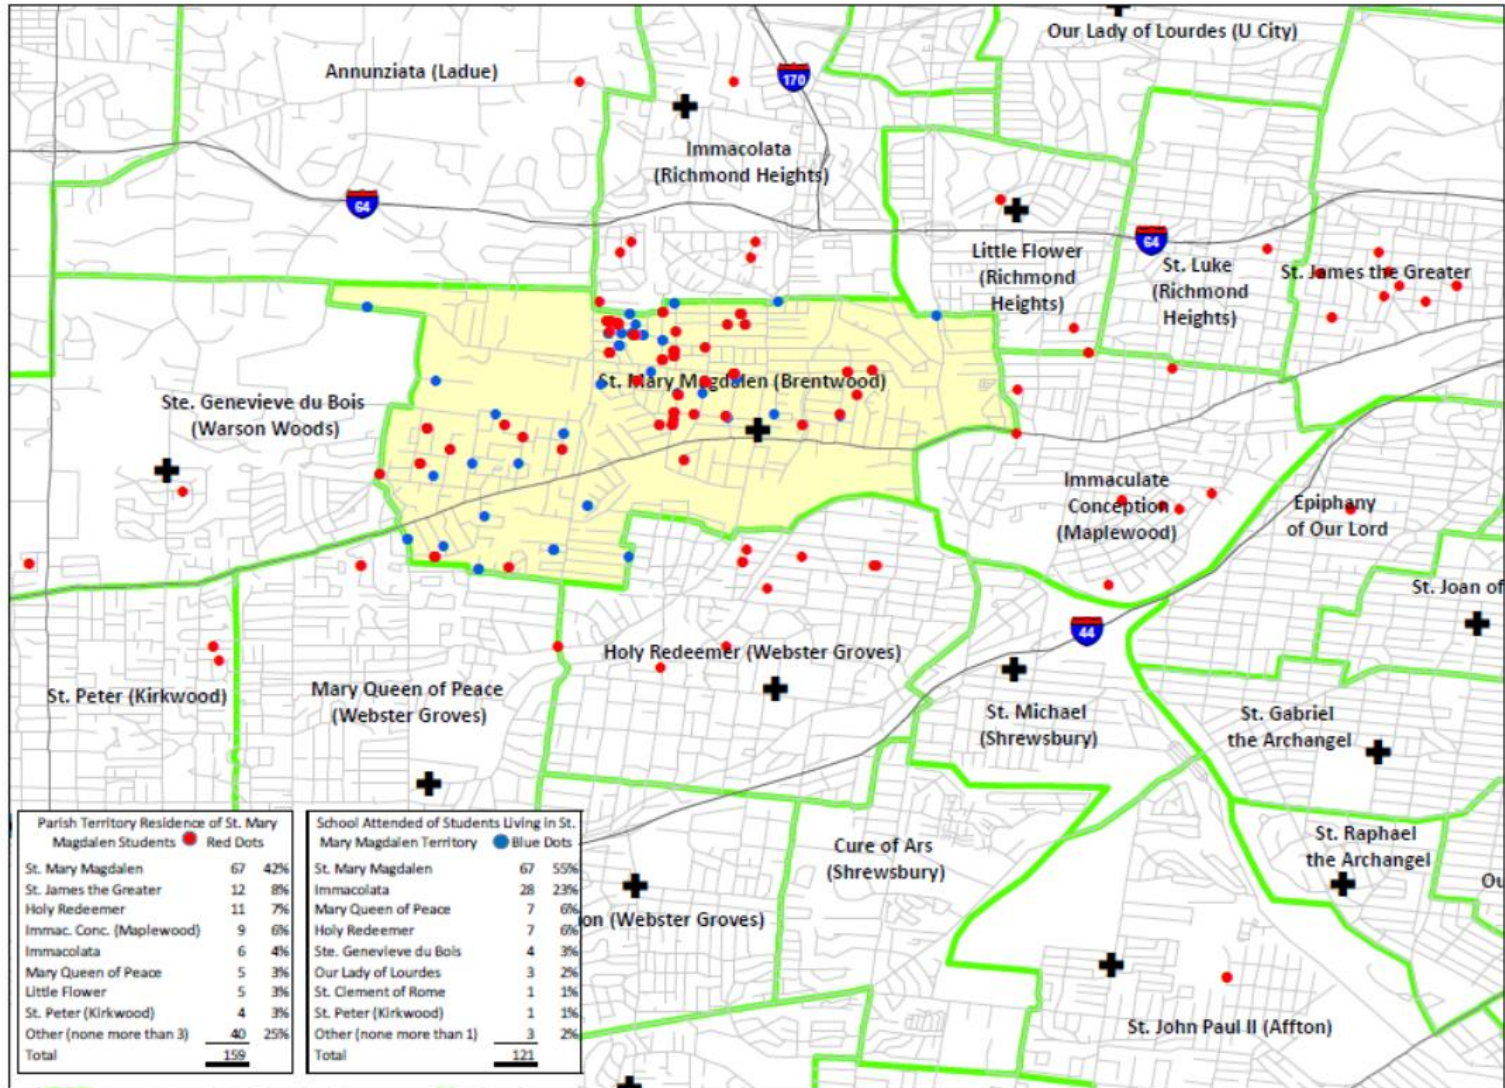 Our Lady of Lourdes (U City)
Annunziata (Ladue)
170
Immacolata
(Richmond Heights)
64
64
Little Flower
(Richmond
Heights)
St. Luke
(Richmond
Heights)
St. James the Greater
St. Mary Magdalen (Brentwood)
Ste. Genevieve du Bois
(Warson Woods)
Immaculate
Conception
(Maplewood)
Epiphany
of Our Lord
St. Joan of
44
Holy Redeemer (Webster Groves)
St. Peter (Kirkwood)
Mary Queen of Peace
(Webster Groves)
St. Michael
(Shrewsbury)
St. Gabriel
the Archangel
St. Raphael
the Archangel
Cure of Ars
(Shrewsbury)
Ou
on (Webster Groves)
St. John Paul II (Affton)
Parish Territory Residence of St. Mary
Magdalen Students Red Dots
St. Mary Magdalen 67 42%
St. James the Greater 12 8%
Holy Redeemer 11 7%
Immac. Conc. (Maplewood) 9 6%
Immacolata 6 4%
Mary Queen of Peace 5 3%
Little Flower 5 3%
St. Peter (Kirkwood) 4 3%
Other (none more than 3) 40 25%
Total 159
School Attended of Students Living in St.
Mary Magdalen Territory Blue Dots
St. Mary Magdalen 67 55%
Immacolata 28 23%
Mary Queen of Peace 7 6%
Holy Redeemer 7 6%
Ste. Genevieve du Bois 4 3%
Our Lady of Lourdes 3 2%
St. Clement of Rome 1 1%
St. Peter (Kirkwood) 1 1%
Other (none more than 1) 3 2%
Total 121